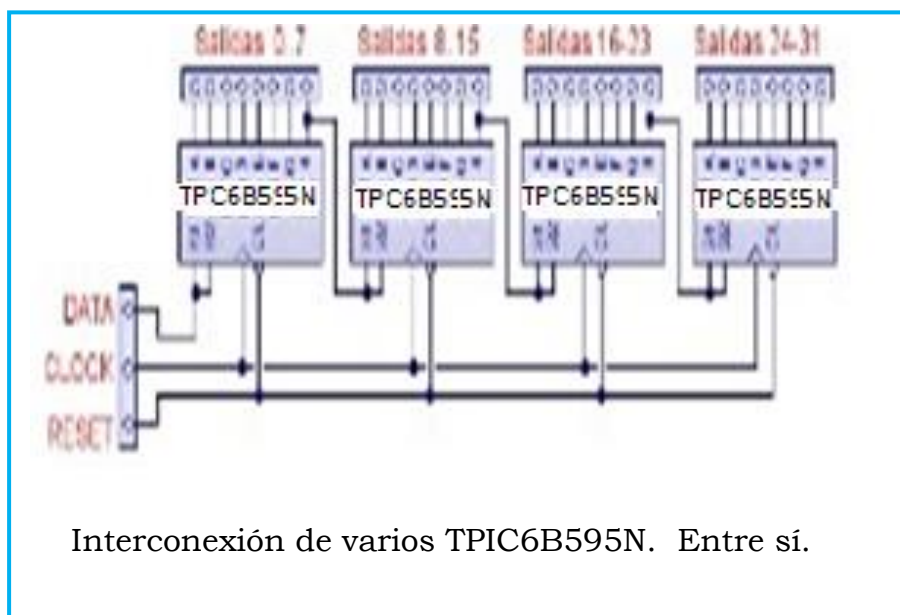 Salidas 0..7 Salidas 8..15 Salidas 16-23 Salidas 24-31
TPC6B595N TPC6B595N TPC6B595N TPC6B595N
DATA
CLOCK
RESET
Interconexión de varios TPIC6B595N. Entre sí.